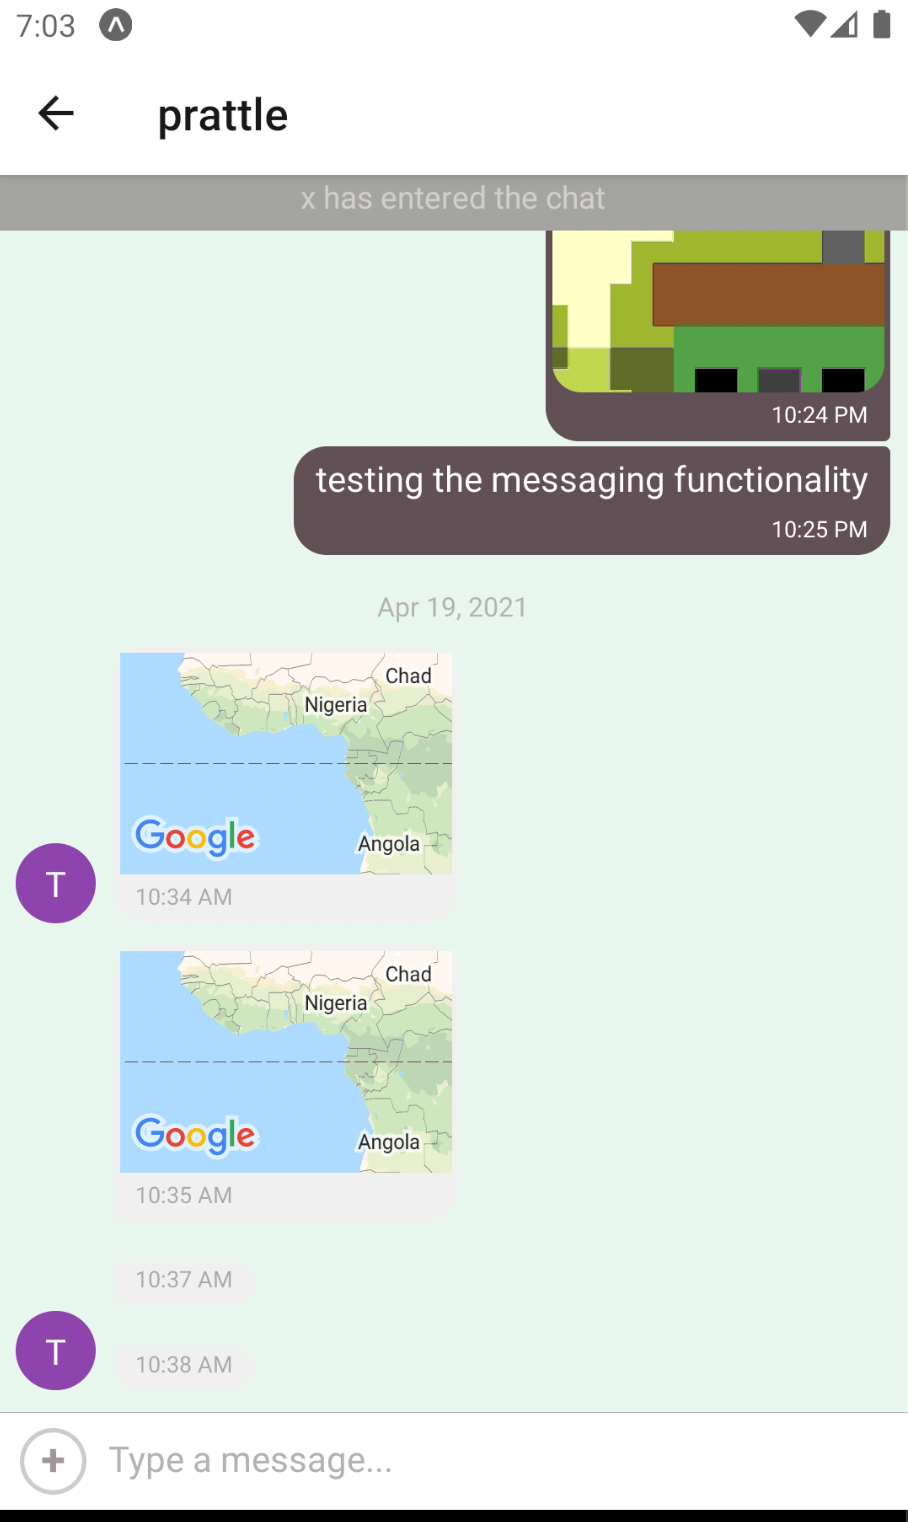 7:03
prattle
x has entered the chat
10:24 PM
testing the messaging functionality
10:25 PM
Apr 19, 2021
Chad
Nigeria
Google
Angola
T
10:34 AM
Chad
Nigeria
Google
Angola
10:35 AM
10:37 AM
T
10:38 AM
Type a message...